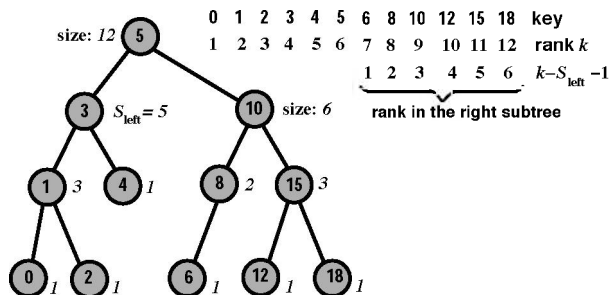 0 1 2 3 4 5 6 8 10 12 15 18 key
size: 12 5 1 2 3 4 5 6 7 8 9 10 11 12 rank k
1 2 3 4 5 6 k–S_left –1
3 S_left = 5 10 size: 6 rank in the right subtree
1 3 4 1 8 2 15 3
0 1 2 1 6 1 12 1 18 1